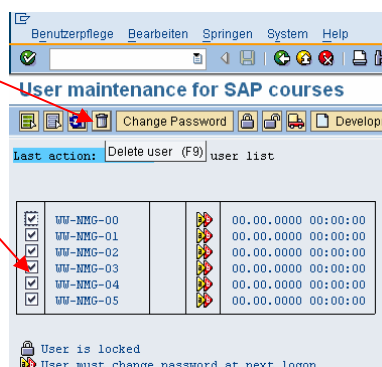 Benutzerpflege Bearbeiten Springen System Help
User maintenance for SAP courses
Change Password Develop
Last action: user list
Delete user (F9)
WW-NMG-00 00.00.0000 00:00:00
WW-NMG-01 00.00.0000 00:00:00
WW-NMG-02 00.00.0000 00:00:00
WW-NMG-03 00.00.0000 00:00:00
WW-NMG-04 00.00.0000 00:00:00
WW-NMG-05 00.00.0000 00:00:00
User is locked
User must change password at next logon